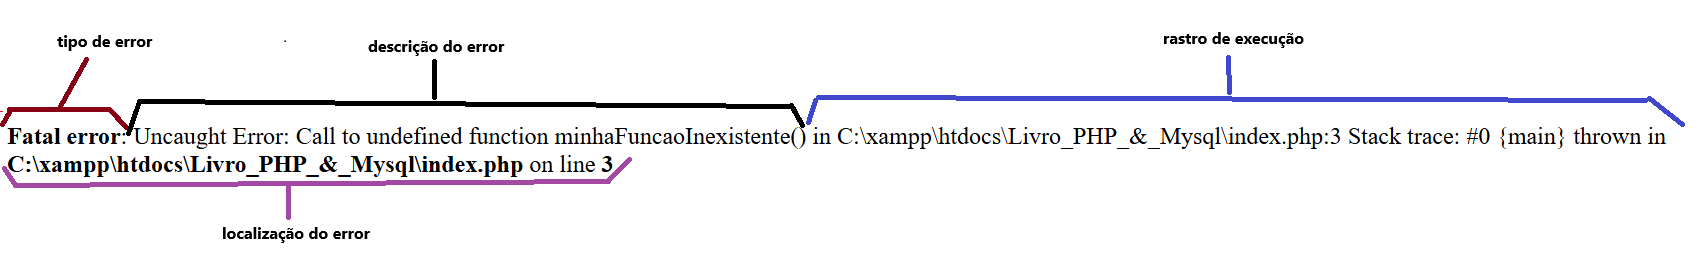 tipo de error
descrição do error
rastro de execução
Fatal error: Uncaught Error: Call to undefined function minhaFuncaoInexistente() in C:\xampp\htdocs\Livro_PHP_&_Mysql\index.php:3 Stack trace: #0 {main} thrown in
C:\xampp\htdocs\Livro_PHP_&_Mysql\index.php on line 3
localização do error